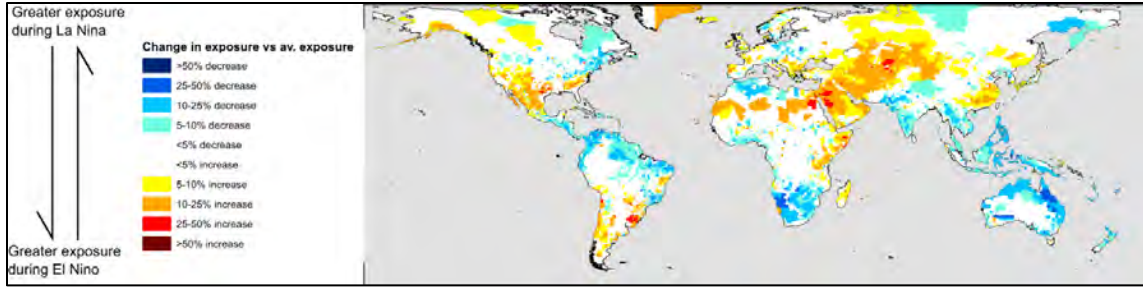 Greater exposure
during La Nina
Change in exposure vs av. exposure
>50% decrease
25-50% decrease
10-25% decrease
5-10% decrease
<5% decrease
<5% increase
5-10% increase
10-25% increase
25-50% increase
>50% increase
Greater exposure
during El Nino